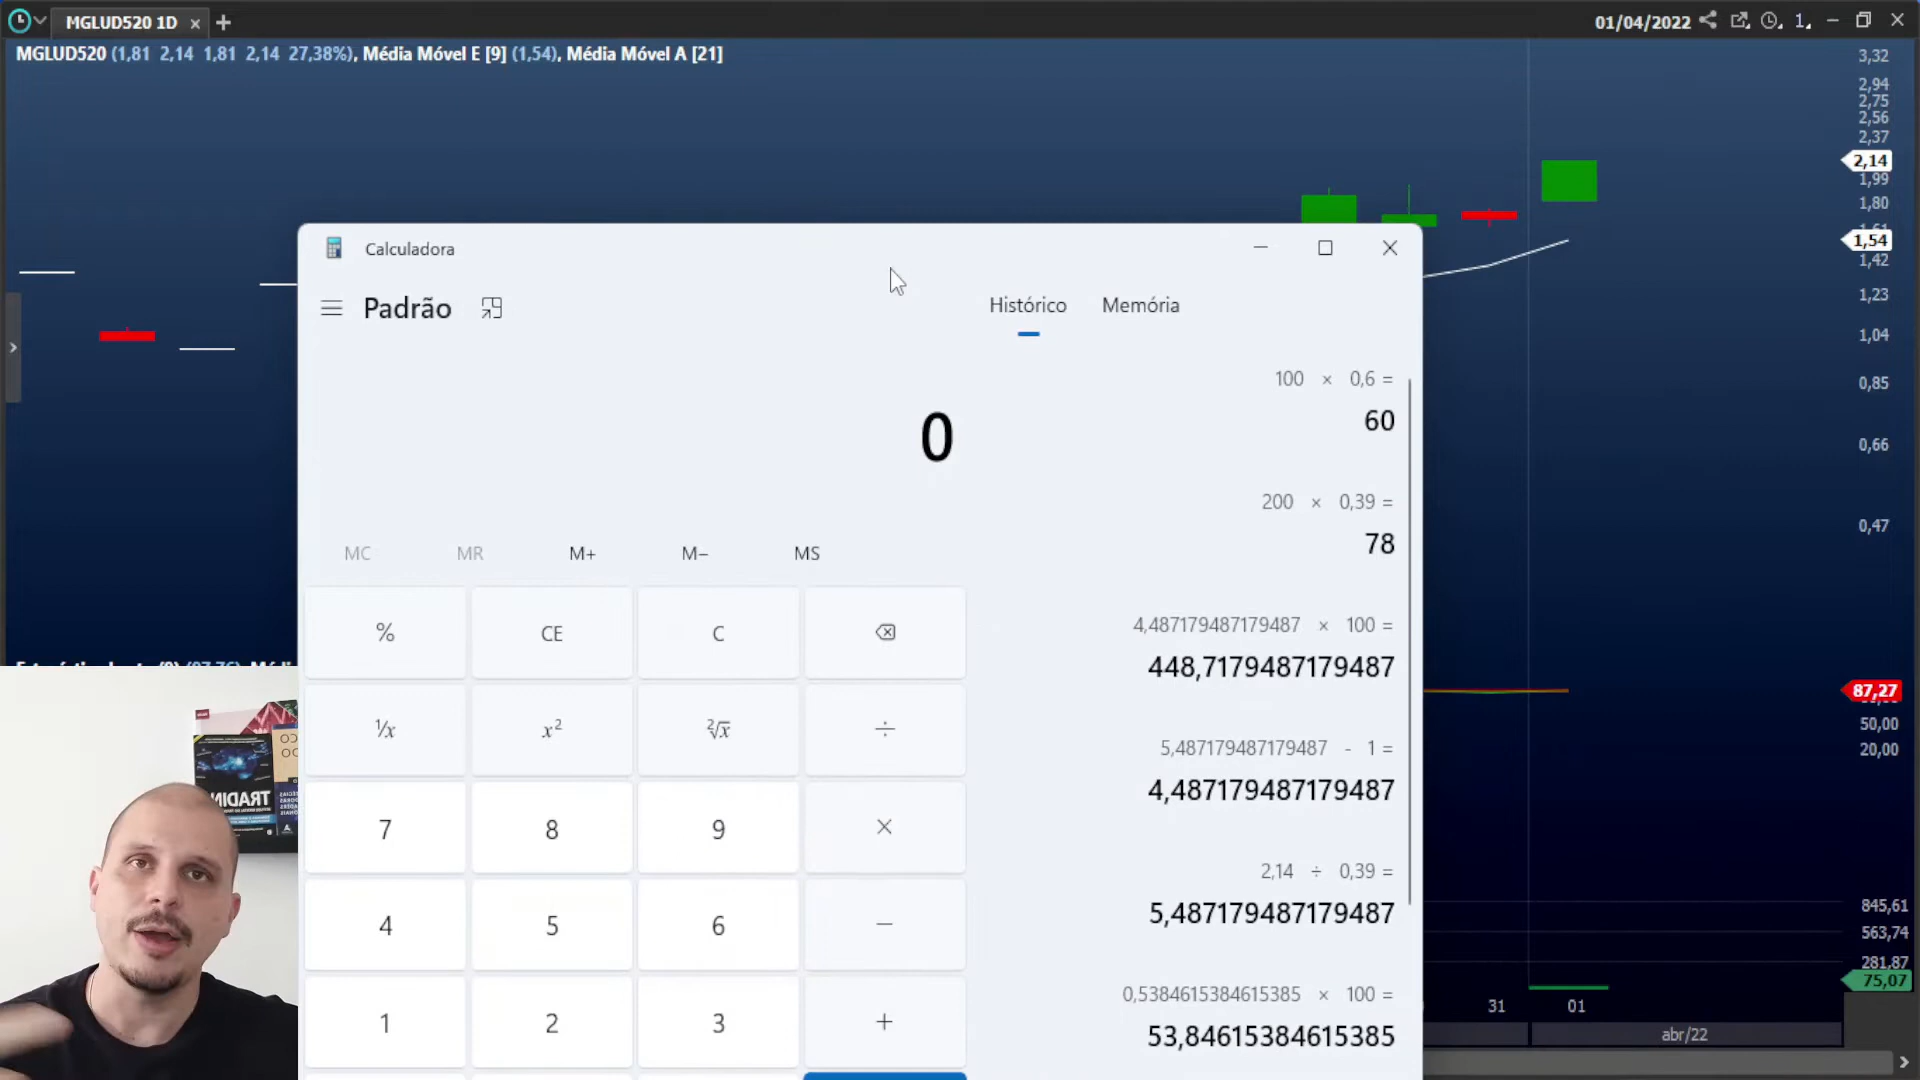 MGLUD520 1D
01/04/2022
1
MGLUD520 (1,81 2,14 1,81 2,14 27,38%), Média Móvel E [9] (1,54), Média Móvel A [21]
3,32
2,94
2,75
2,56
2,37
2,14
1,99
1,80
1,54
1,42
1,23
1,04
0,85
0,66
0,47
Calculadora
Padrão
Histórico Memória
0
100 × 0,6 =
60
200 × 0,39 =
78
4,487179487179487 × 100 =
448,7179487179487
5,487179487179487 - 1 =
4,487179487179487
2,14 ÷ 0,39 =
5,487179487179487
0,5384615384615385 × 100 =
53,84615384615385
MC MR M+ M− MS
% CE C
⅟x x² ²√x ÷
7 8 9 ×
4 5 6 −
1 2 3 +
87,27
50,00
20,00
845,61
563,74
281,87
75,07
31 01
abr/22
TRADIN